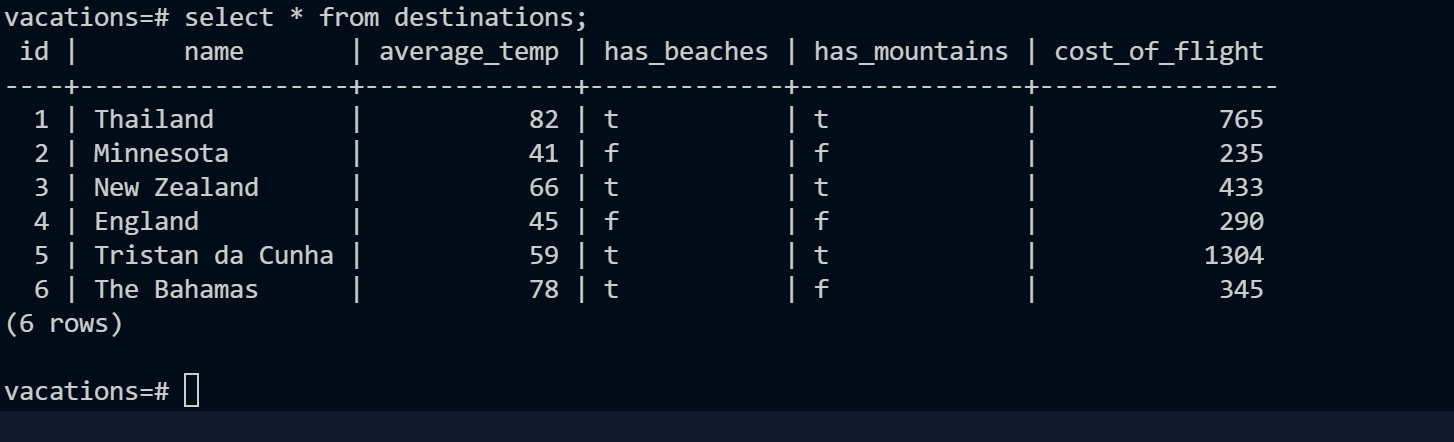 vacations=# select * from destinations;
 id |       name       | average_temp | has_beaches | has_mountains | cost_of_flight
----+------------------+--------------+-------------+---------------+----------------
  1 | Thailand         |           82 | t           | t             |            765
  2 | Minnesota        |           41 | f           | f             |            235
  3 | New Zealand      |           66 | t           | t             |            433
  4 | England          |           45 | f           | f             |            290
  5 | Tristan da Cunha |           59 | t           | t             |           1304
  6 | The Bahamas      |           78 | t           | f             |            345
(6 rows)
vacations=#